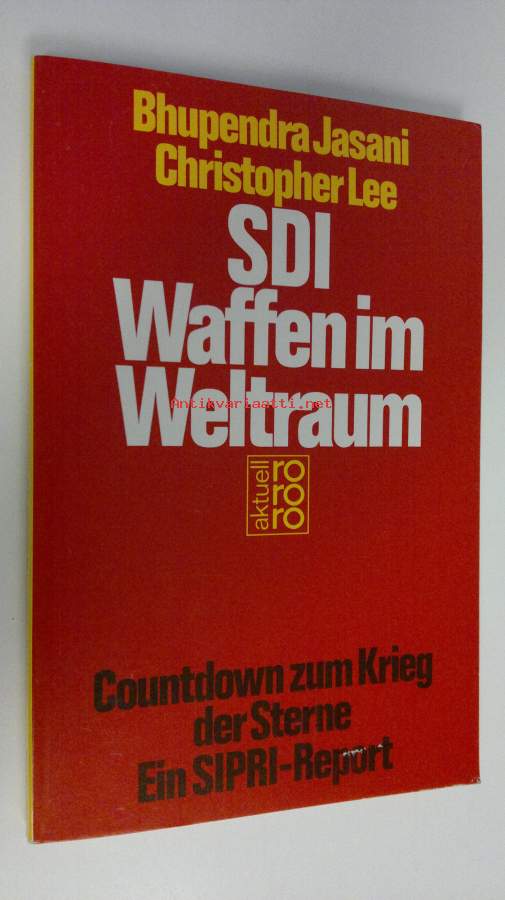 Bhupendra Jasani
Christopher Lee
SDI
Waffen im
Weltraum
Antikvariaatti.net
aktuell
ro
ro
ro
Countdown zum Krieg
der Sterne
Ein SIPRI-Report